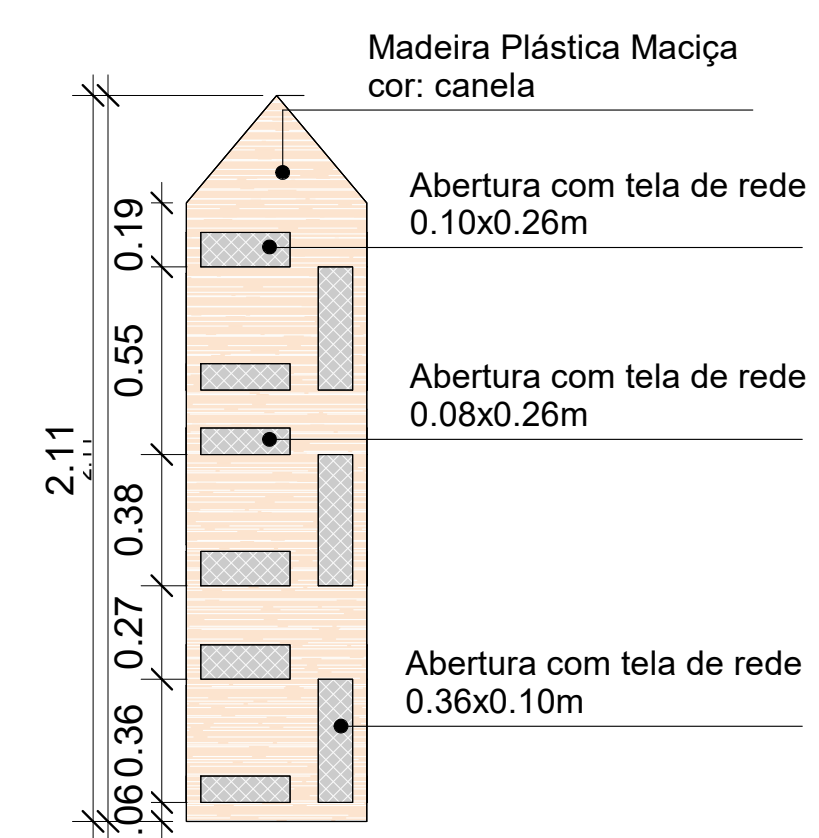 Madeira Plástica Maciça
cor: canela
Abertura com tela de rede
0.10x0.26m
0.19
0.55
Abertura com tela de rede
0.08x0.26m
2.11
2.11
0.38
0.27
Abertura com tela de rede
0.36x0.10m
0.36
.06